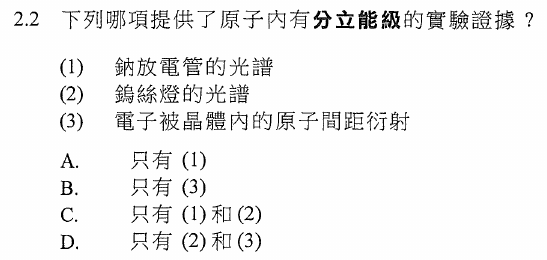 2.2 下列哪項提供了原子內有分立能級的實驗證據？
(1) 鈉放電管的光譜
(2) 鎢絲燈的光譜
(3) 電子被晶體內的原子間距衍射
A. 只有 (1)
B. 只有 (3)
C. 只有 (1) 和 (2)
D. 只有 (2) 和 (3)